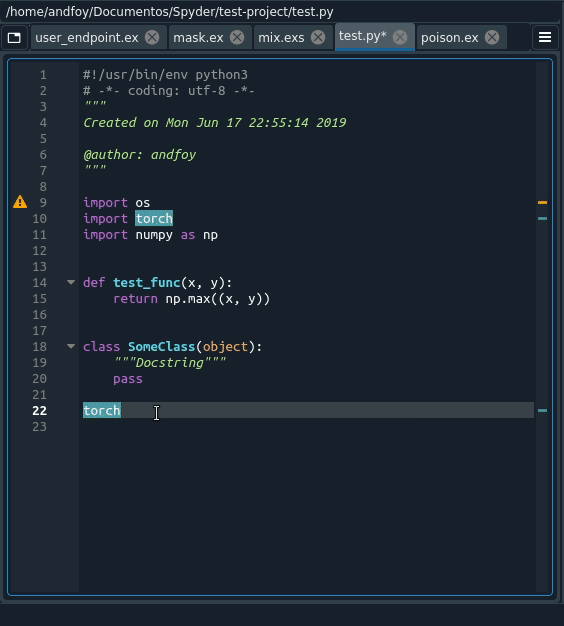 /home/andfoy/Documentos/Spyder/test-project/test.py
user_endpoint.ex mask.ex mix.exs test.py* poison.ex
1 #!/usr/bin/env python3
2 # -*- coding: utf-8 -*-
3 """
4 Created on Mon Jun 17 22:55:14 2019
5
6 @author: andfoy
7 """
8
9 import os
10 import torch
11 import numpy as np
12
13
14 def test_func(x, y):
15     return np.max((x, y))
16
17
18 class SomeClass(object):
19     """Docstring"""
20     pass
21
22 torch
23